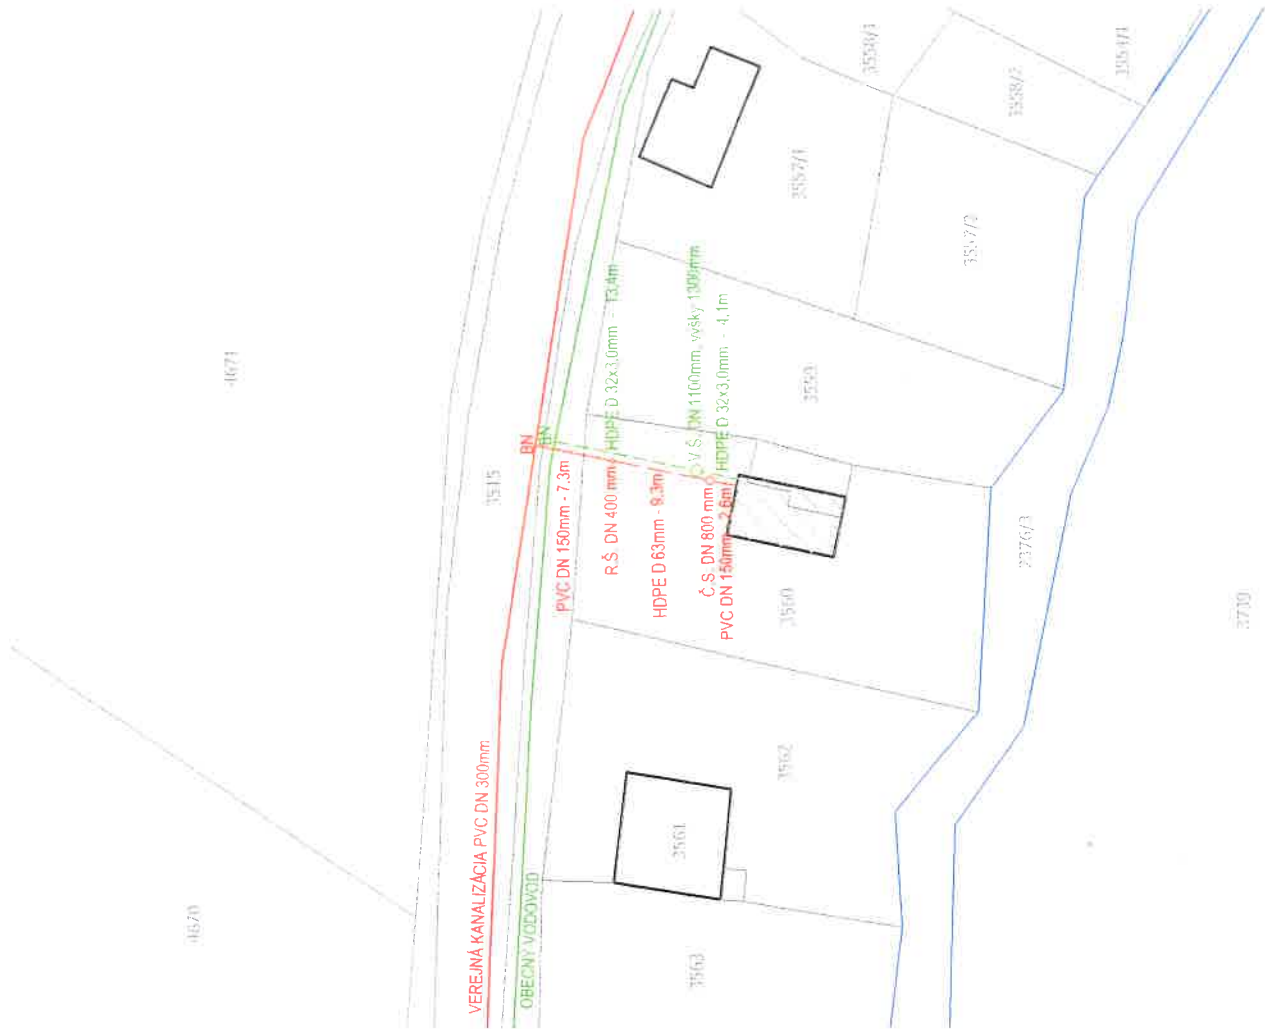 VEREJNÁ KANALIZÁCIA PVC DN 300mm
OBECNÝ VODOVOD
BN
BN
PVC DN 150mm - 7,3m
R.Š. DN 400 mm
HDPE D 63mm - 9,3m
Č.S. DN 800 mm
PVC DN 150mm - 2,6m
HDPE D 32x3,0mm - 13,4m
V.Š. DN 1100mm, výšky 1300mm
HDPE D 32x3,0mm - 4,1m
4671
4670
3515
3563
3561
3562
3560
3559
3557/1
3557/2
3558/1
3558/2
3554/1
2376/3